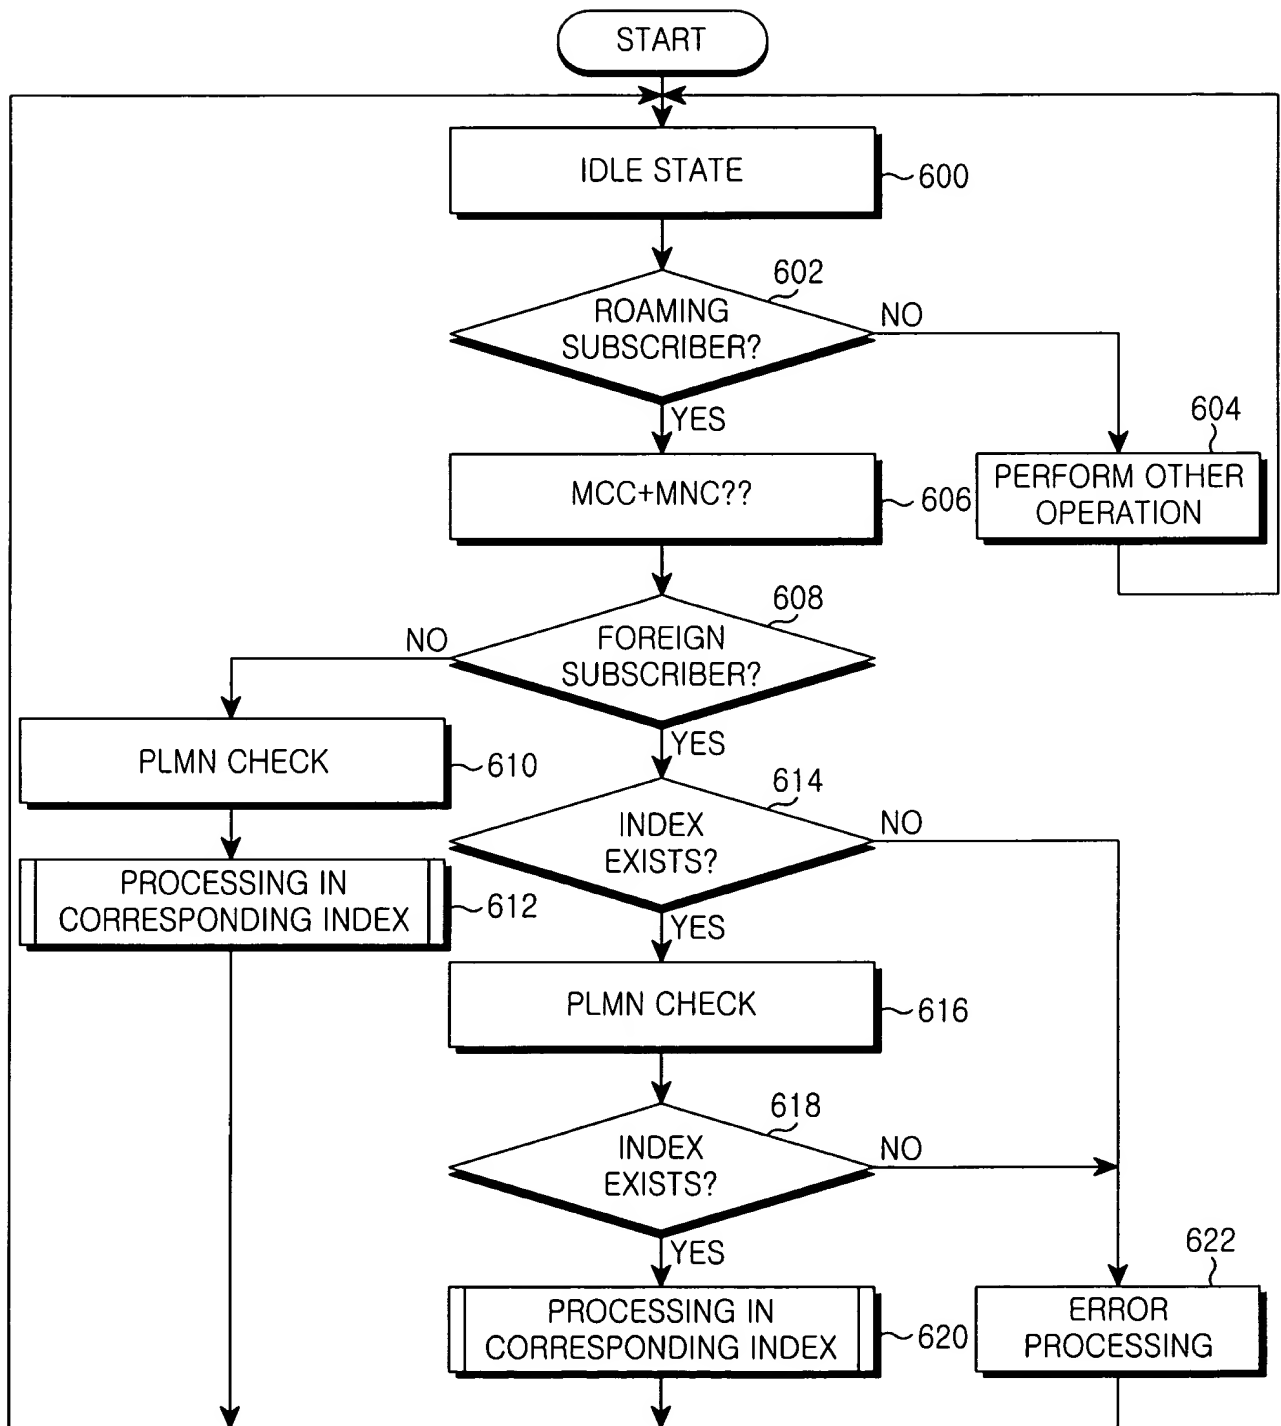 START
IDLE STATE
600
602
ROAMING
SUBSCRIBER?
NO
YES
604
MCC+MNC??
606
PERFORM OTHER
OPERATION
608
NO
FOREIGN
SUBSCRIBER?
YES
PLMN CHECK
610
614
INDEX
EXISTS?
NO
PROCESSING IN
CORRESPONDING INDEX
612
YES
PLMN CHECK
616
618
INDEX
EXISTS?
NO
YES
622
PROCESSING IN
CORRESPONDING INDEX
620
ERROR
PROCESSING